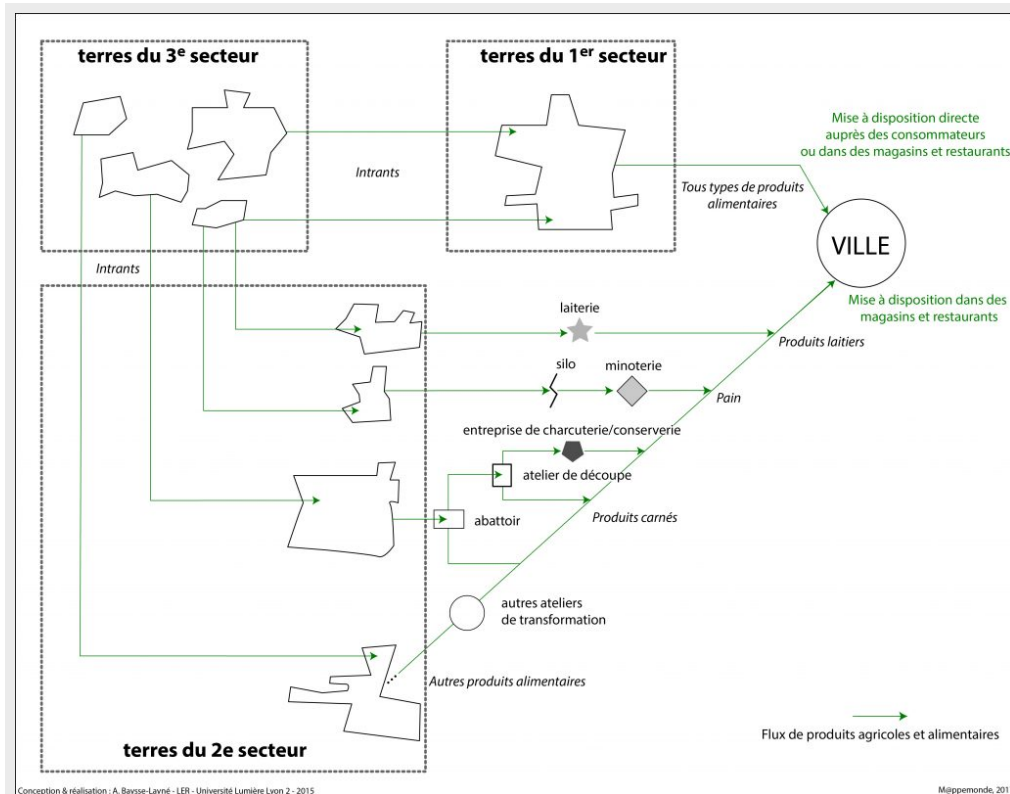 terres du 3e secteur
terres du 1er secteur
Mise à disposition directe
auprès des consommateurs
ou dans des magasins et restaurants
Intrants
Tous types de produits
alimentaires
VILLE
Intrants
Mise à disposition dans des
magasins et restaurants
laiterie
Produits laitiers
silo
minoterie
Pain
entreprise de charcuterie/conserverie
atelier de découpe
abattoir
Produits carnés
autres ateliers
de transformation
Autres produits alimentaires
terres du 2e secteur
Flux de produits agricoles et alimentaires
Conception & réalisation : A. Baysse-Layné - LER - Université Lumière Lyon 2 - 2015
M@ppemonde, 201